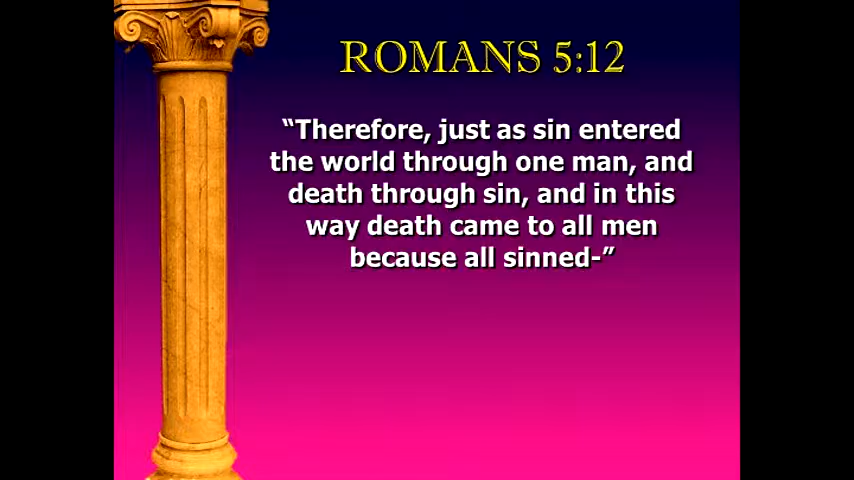 ROMANS 5:12
“Therefore, just as sin entered
the world through one man, and
death through sin, and in this
way death came to all men
because all sinned-”